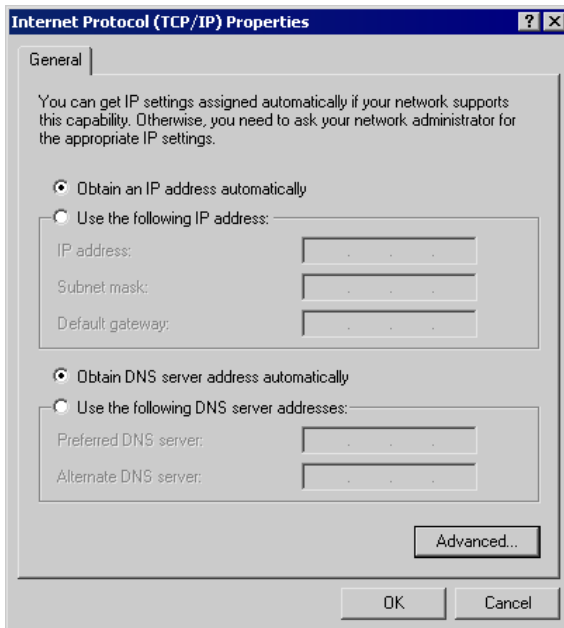 Internet Protocol (TCP/IP) Properties
General
You can get IP settings assigned automatically if your network supports
this capability. Otherwise, you need to ask your network administrator for
the appropriate IP settings.
Obtain an IP address automatically
Use the following IP address:
IP address:
Subnet mask:
Default gateway:
Obtain DNS server address automatically
Use the following DNS server addresses:
Preferred DNS server:
Alternate DNS server:
Advanced...
OK Cancel